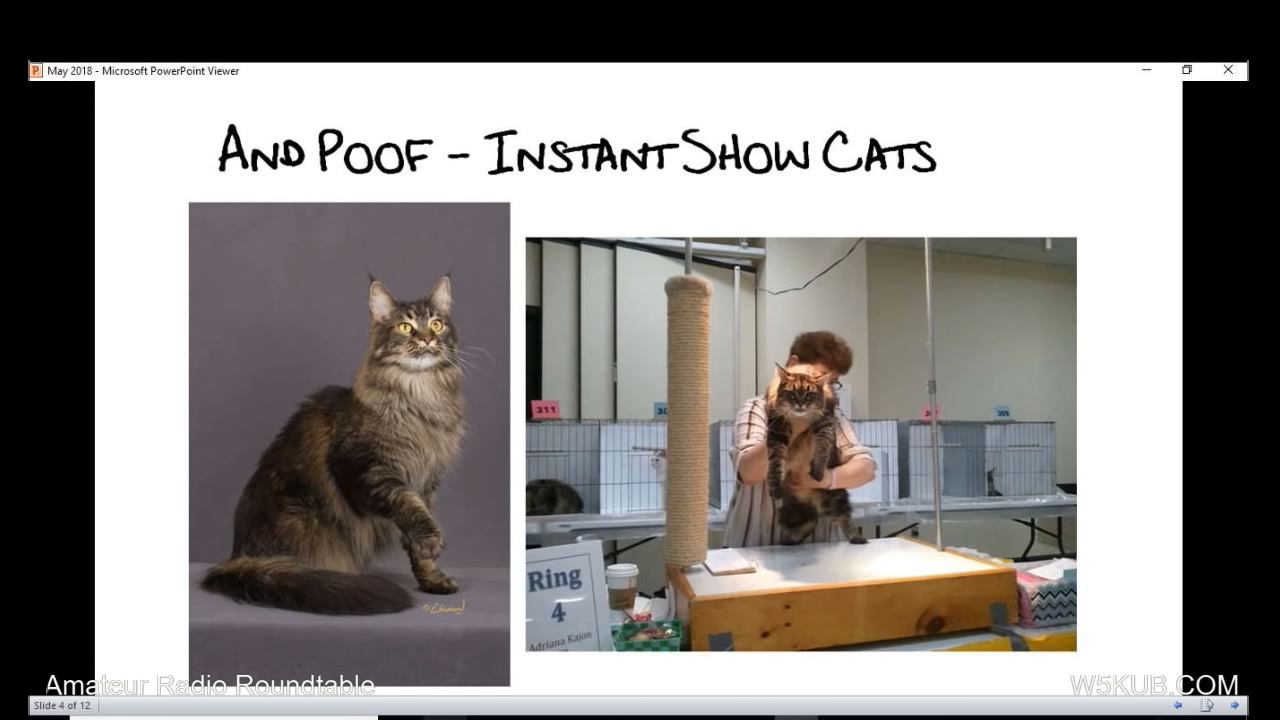 May 2018 - Microsoft PowerPoint Viewer
AND POOF - INSTANT SHOW CATS
311
Ring
4
Adriana Kajon
Amateur Radio Roundtable
W5KUB.COM
Slide 4 of 12